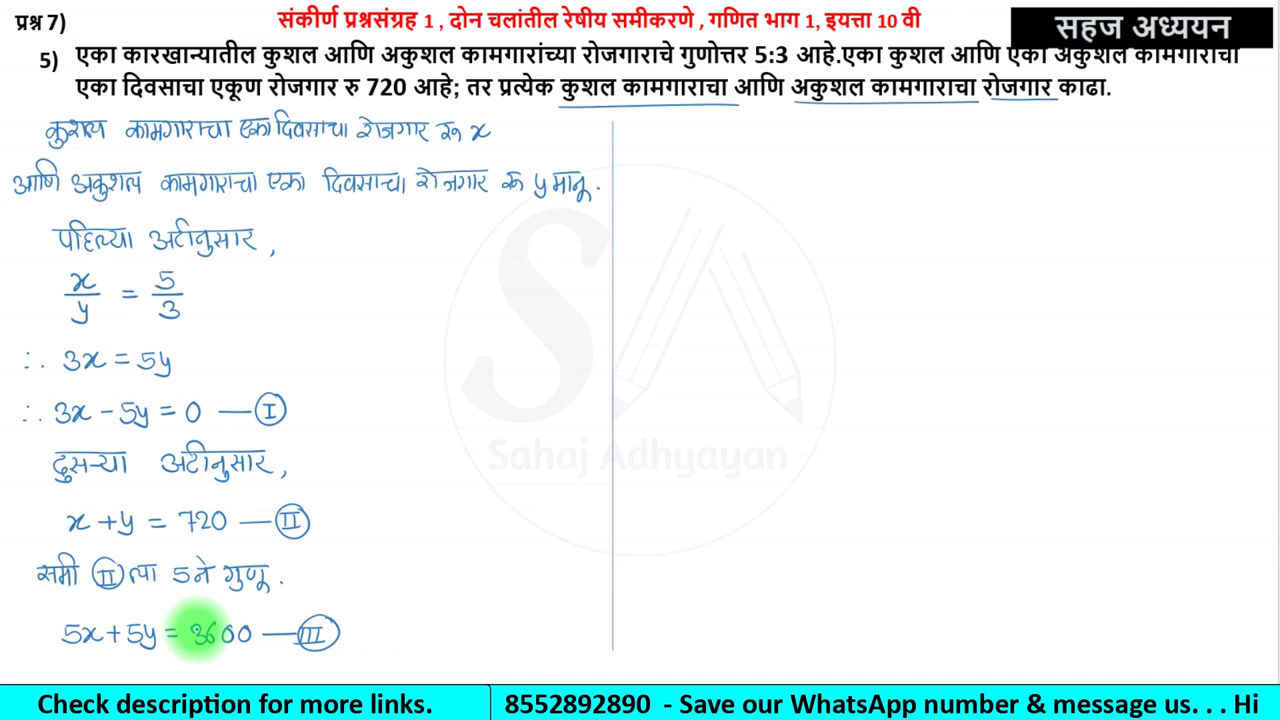 प्रश्न 7)
संकीर्ण प्रश्नसंग्रह 1 , दोन चलांतील रेषीय समीकरणे , गणित भाग 1, इयत्ता 10 वी
सहज अध्ययन
5) एका कारखान्यातील कुशल आणि अकुशल कामगारांच्या रोजगाराचे गुणोत्तर 5:3 आहे.एका कुशल आणि एका अकुशल कामगाराचा
एका दिवसाचा एकूण रोजगार रु 720 आहे; तर प्रत्येक कुशल कामगाराचा आणि अकुशल कामगाराचा रोजगार काढा.
कुशल कामगाराचा एका दिवसाचा रोजगार रु x
आणि अकुशल कामगाराचा एका दिवसाचा रोजगार रु y मानू.
पहिल्या अटीनुसार,
x/y = 5/3
∴ 3x = 5y
∴ 3x - 5y = 0 — I
दुसऱ्या अटीनुसार,
x + y = 720 — II
समी II ला 5 ने गुणू.
5x + 5y = 3600 — III
Sahaj Adhyayan
Check description for more links.
8552892890 - Save our WhatsApp number & message us. . . Hi